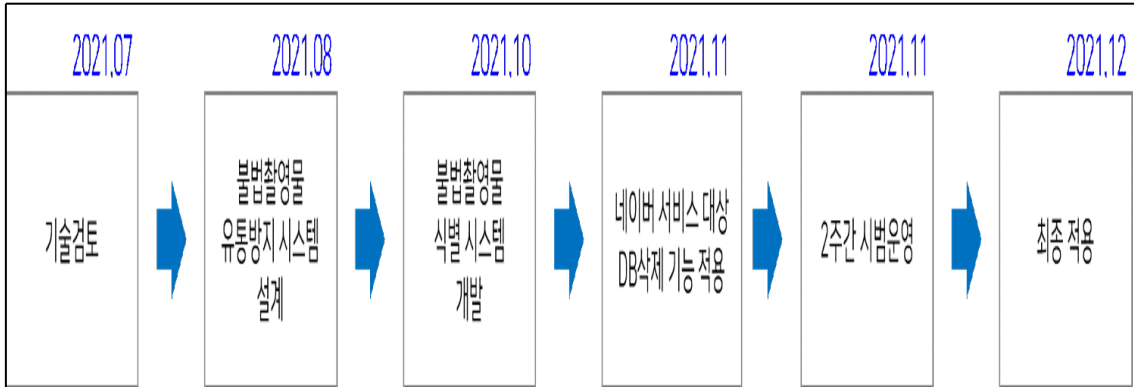 2021.07
기술검토
2021.08
불법촬영물
유통방지 시스템
설계
2021.10
불법촬영물
식별 시스템
개발
2021.11
네이버 서비스 대상
DB삭제 기능 적용
2021.11
2주간 시범운영
2021.12
최종 적용